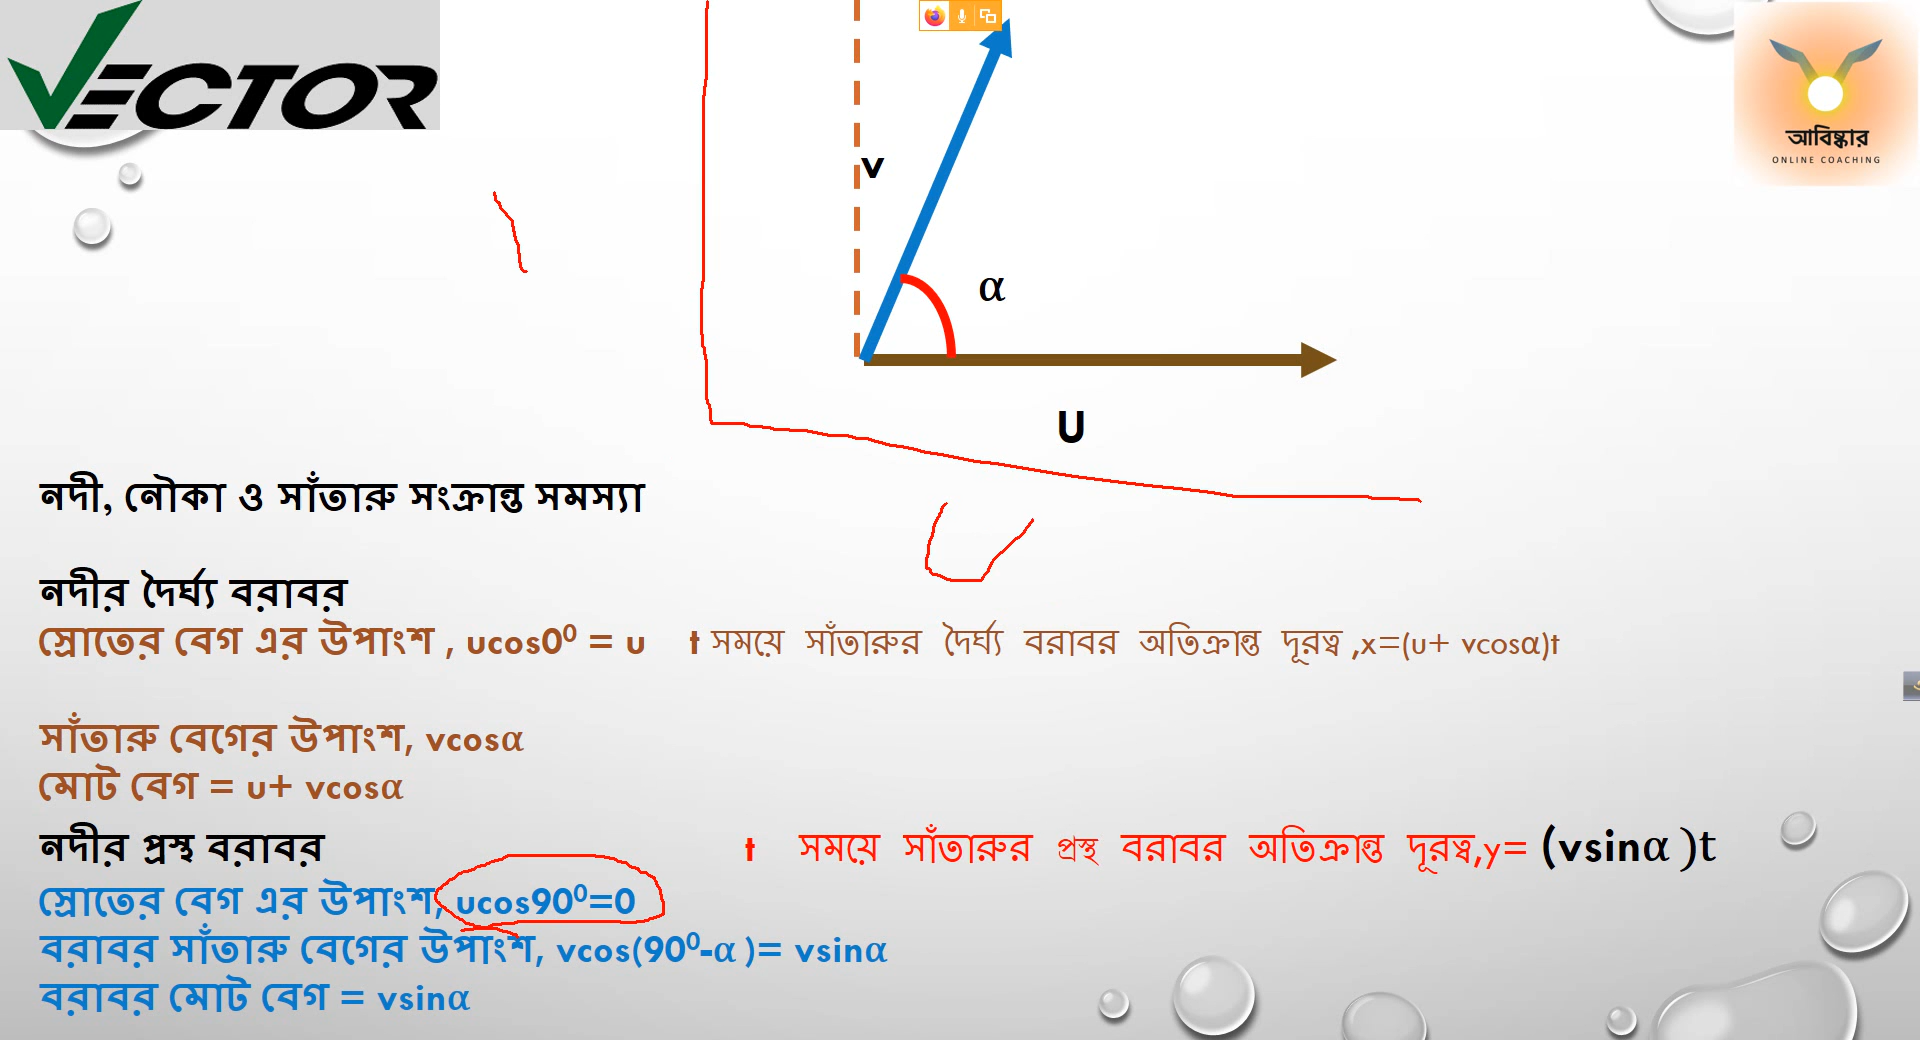 VECTOR
আবিষ্কার
ONLINE COACHING
v
α
U
নদী, নৌকা ও সাঁতারু সংক্রান্ত সমস্যা
নদীর দৈর্ঘ্য বরাবর
স্রোতের বেগ এর উপাংশ , ucos0⁰ = u t সময়ে সাঁতারুর দৈর্ঘ্য বরাবর অতিক্রান্ত দূরত্ব ,x=(u+ vcosα)t
সাঁতারু বেগের উপাংশ, vcosα
মোট বেগ = u+ vcosα
নদীর প্রস্থ বরাবর t সময়ে সাঁতারুর প্রস্থ বরাবর অতিক্রান্ত দূরত্ব,y= (vsinα )t
স্রোতের বেগ এর উপাংশ, ucos90⁰=0
বরাবর সাঁতারু বেগের উপাংশ, vcos(90⁰-α )= vsinα
বরাবর মোট বেগ = vsinα